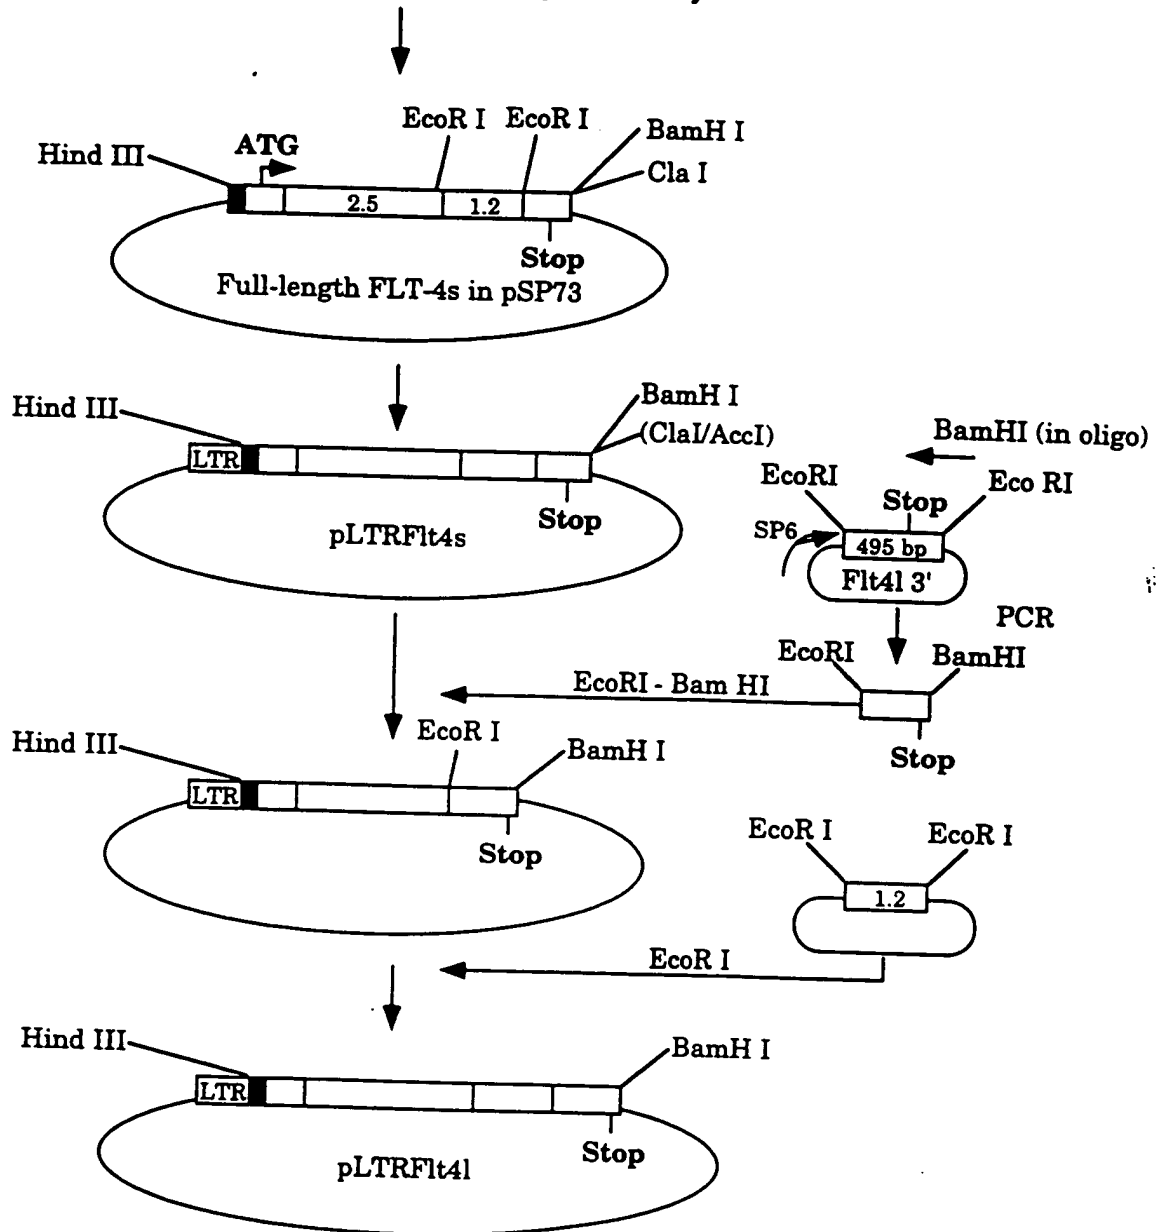 EcoR I EcoR I
BamH I
Hind III
ATG
Cla I
2.5
1.2
Stop
Full-length FLT-4s in pSP73
BamH I
Hind III
(ClaI/AccI)
LTR
Stop
pLTRFlt4s
BamHI (in oligo)
EcoRI
Eco RI
Stop
SP6
495 bp
Flt4l 3'
PCR
EcoRI
BamHI
EcoRI - Bam HI
Stop
EcoR I
Hind III
BamH I
LTR
Stop
EcoR I
EcoR I
1.2
EcoR I
Hind III
BamH I
LTR
Stop
pLTRFlt4l